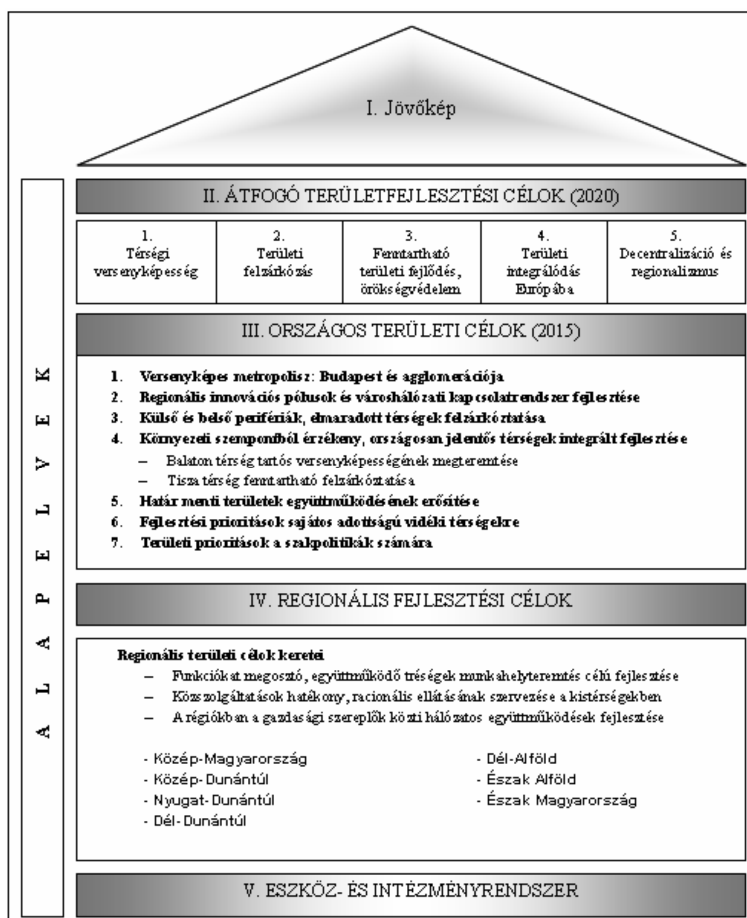 I. Jövőkép
ALAPELVEK
II. ÁTFOGÓ TERÜLETFEJLESZTÉSI CÉLOK (2020)
1.
Térségi
versenyképesség
2.
Területi
felzárkózás
3.
Fenntartható
területi fejlődés,
örökségvédelem
4.
Területi
integrálódás
Európába
5.
Decentralizáció és
regionalizmus
III. ORSZÁGOS TERÜLETI CÉLOK (2015)
1. Versenyképes metropolisz: Budapest és agglomerációja
2. Regionális innovációs pólusok és városhálózati kapcsolatrendszer fejlesztése
3. Külső és belső perifériák, elmaradott térségek felzárkóztatása
4. Környezeti szempontból érzékeny, országosan jelentős térségek integrált fejlesztése
– Balaton térség tartós versenyképességének megteremtése
– Tisza térség fenntartható felzárkóztatása
5. Határ menti területek együttműködésének erősítése
6. Fejlesztési prioritások sajátos adottságú vidéki térségekre
7. Területi prioritások a szakpolitikák számára
IV. REGIONÁLIS FEJLESZTÉSI CÉLOK
Regionális területi célok keretei
– Funkciókat megosztó, együttműködő tréségek munkahelyteremtés célú fejlesztése
– Közszolgáltatások hatékony, racionális ellátásának szervezése a kistérségekben
– A régiókban a gazdasági szereplők közti hálózatos együttműködések fejlesztése
- Közép-Magyarország
- Közép-Dunántúl
- Nyugat-Dunántúl
- Dél-Dunántúl
- Dél-Alföld
- Észak Alföld
- Észak Magyarország
V. ESZKÖZ- ÉS INTÉZMÉNYRENDSZER